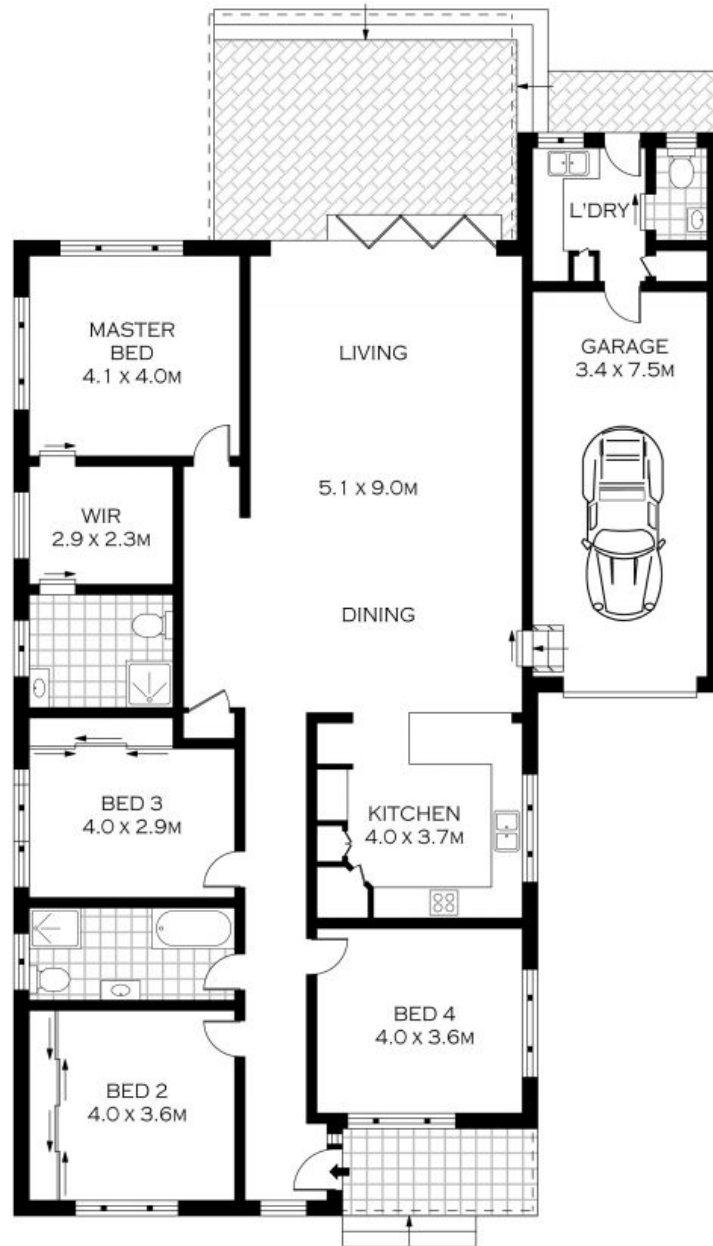 L'DRY
MASTER
BED
4.1 X 4.0M
LIVING
GARAGE
3.4 X 7.5M
5.1 X 9.0M
WIR
2.9 X 2.3M
DINING
BED 3
4.0 X 2.9M
KITCHEN
4.0 X 3.7M
BED 4
4.0 X 3.6M
BED 2
4.0 X 3.6M